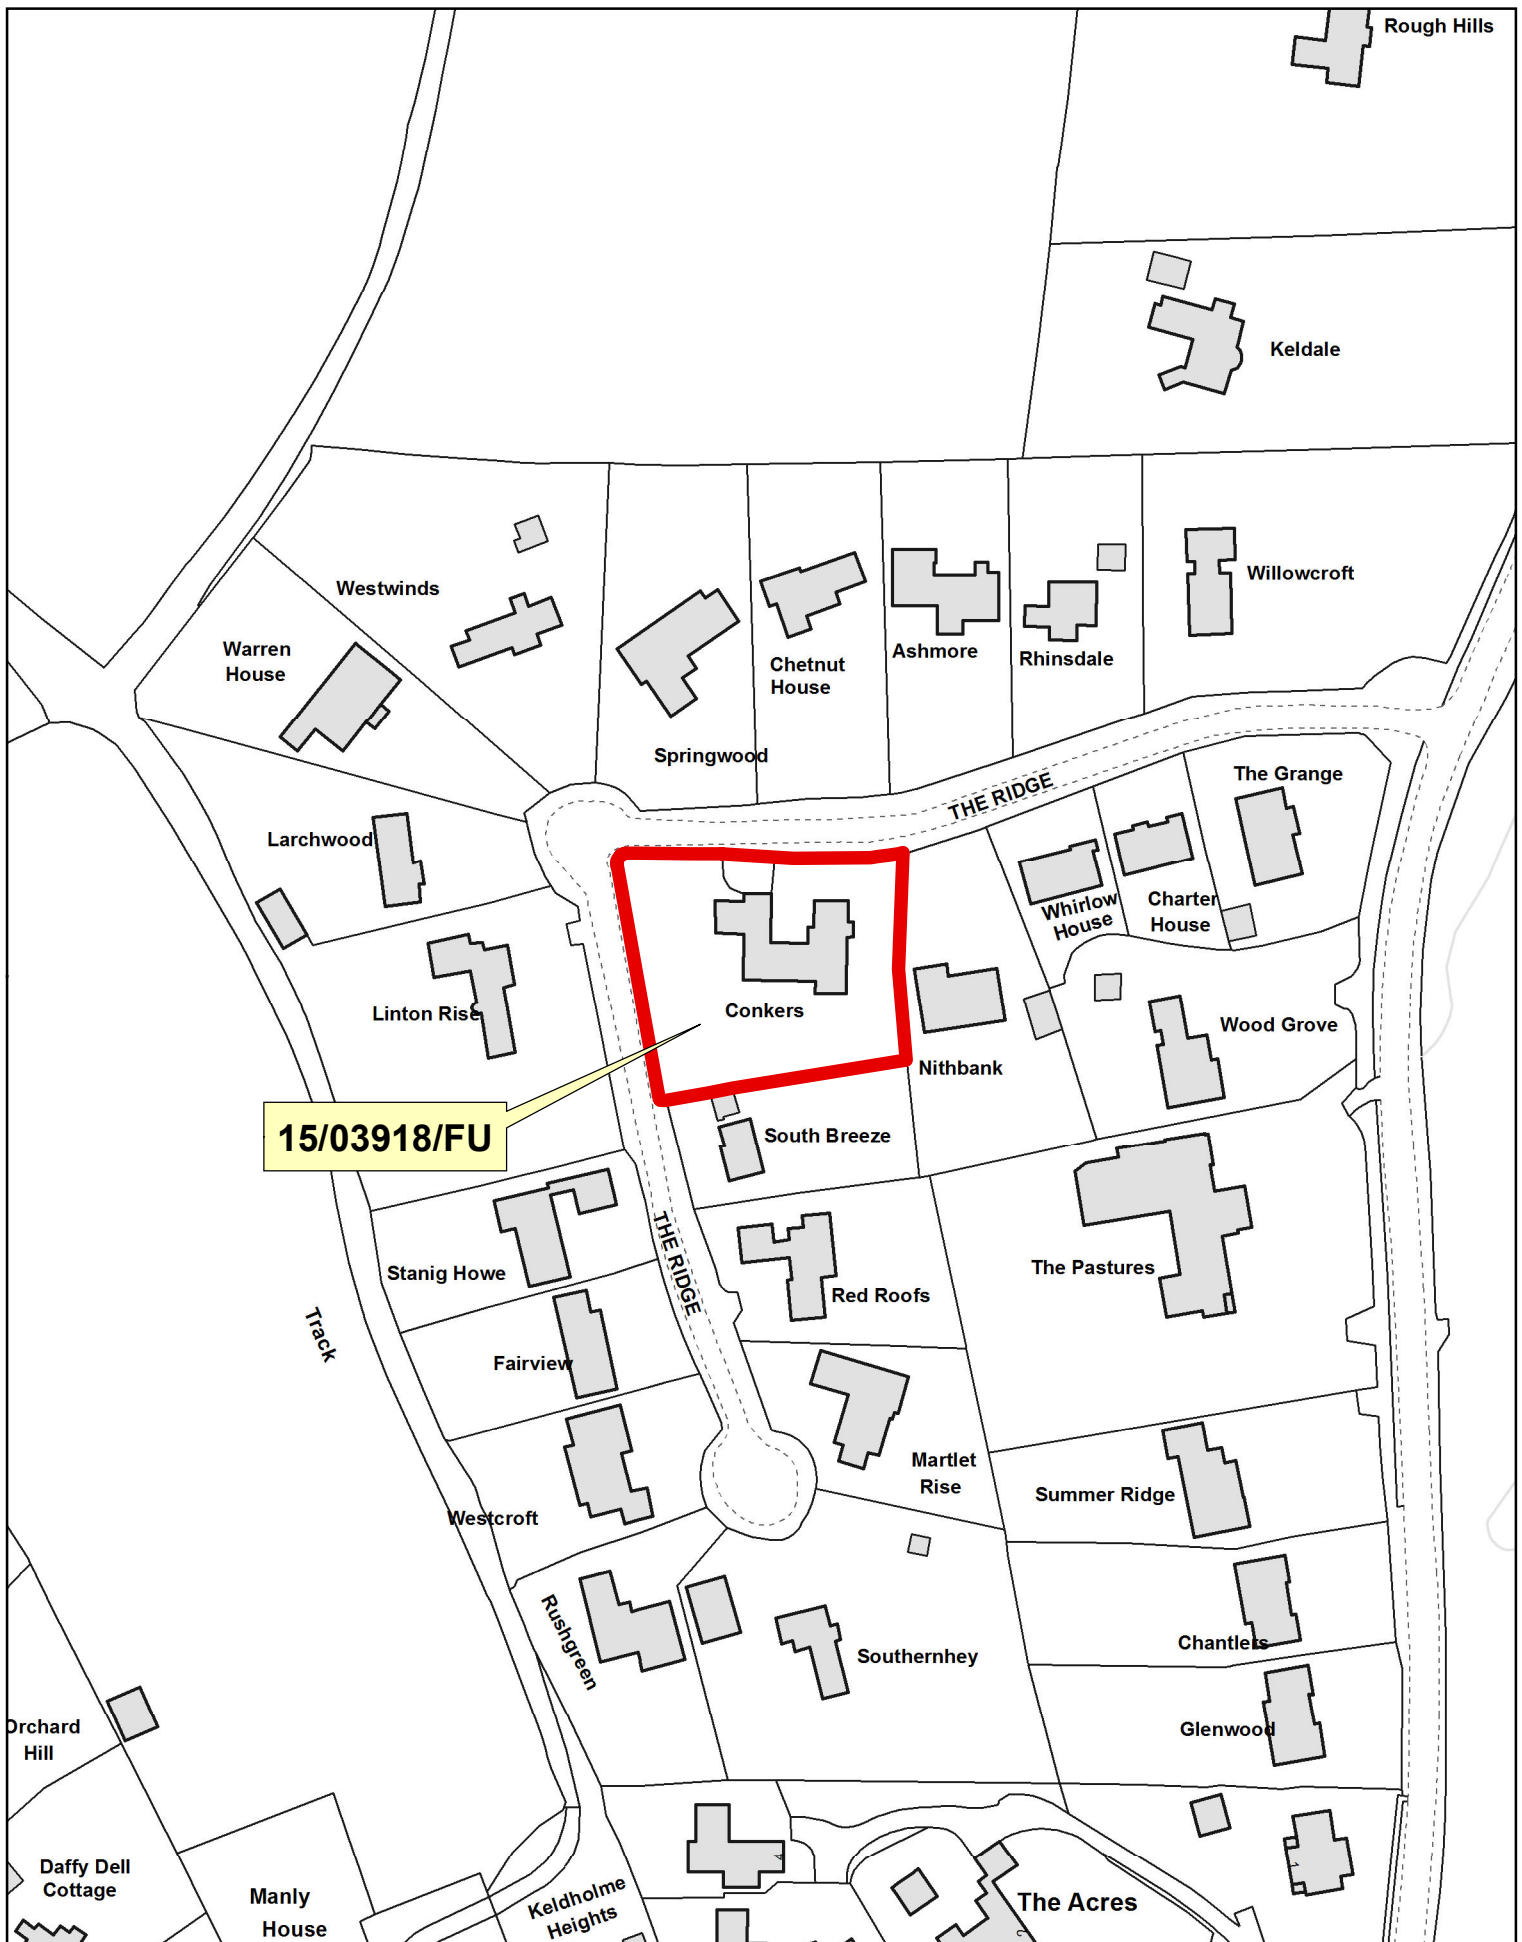 Rough Hills
Keldale
Westwinds
Willowcroft
Warren
House
Ashmore
Rhinsdale
Chetnut
House
Springwood
THE RIDGE
The Grange
Larchwood
Whirlow
House
Charter
House
Linton Rise
Conkers
Wood Grove
Nithbank
15/03918/FU
South Breeze
THE RIDGE
Stanig Howe
The Pastures
Red Roofs
Track
Fairview
Martlet
Rise
Summer Ridge
Westcroft
Rushgreen
Southernhey
Chantlers
Orchard
Hill
Glenwood
4
1
Daffy Dell
Cottage
Manly
House
Keldholme
Heights
The Acres
2